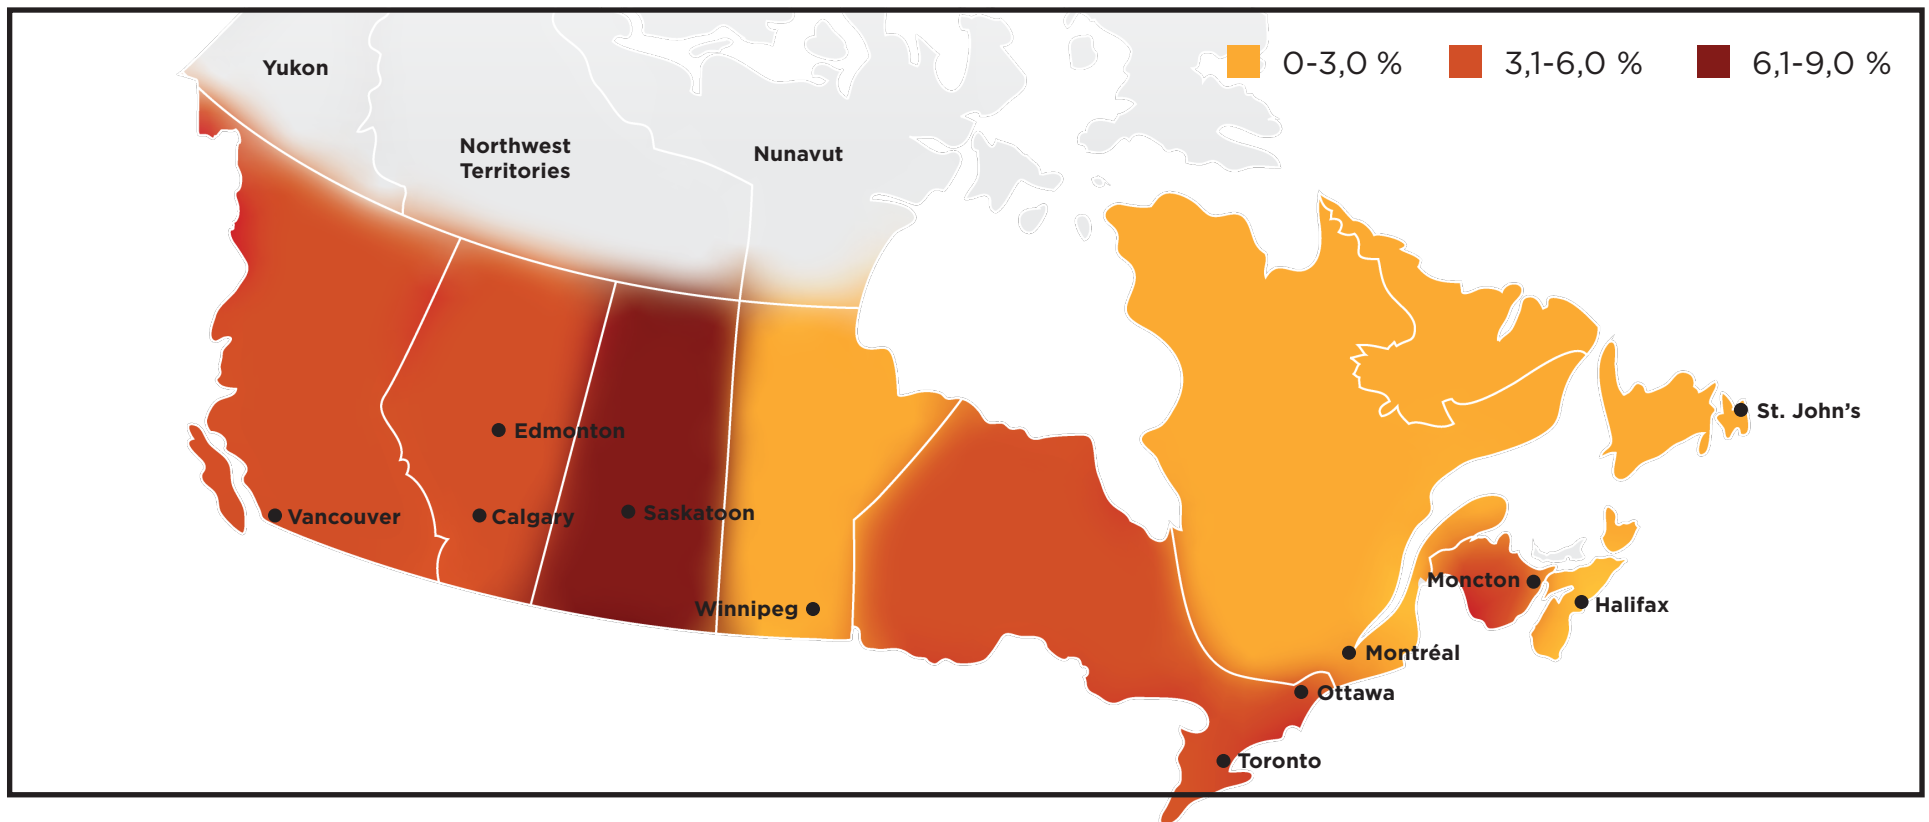 0-3,0 %
3,1-6,0 %
6,1-9,0 %
Yukon
Northwest
Territories
Nunavut
St. John's
Edmonton
Vancouver
Calgary
Saskatoon
Winnipeg
Moncton
Halifax
Montréal
Ottawa
Toronto